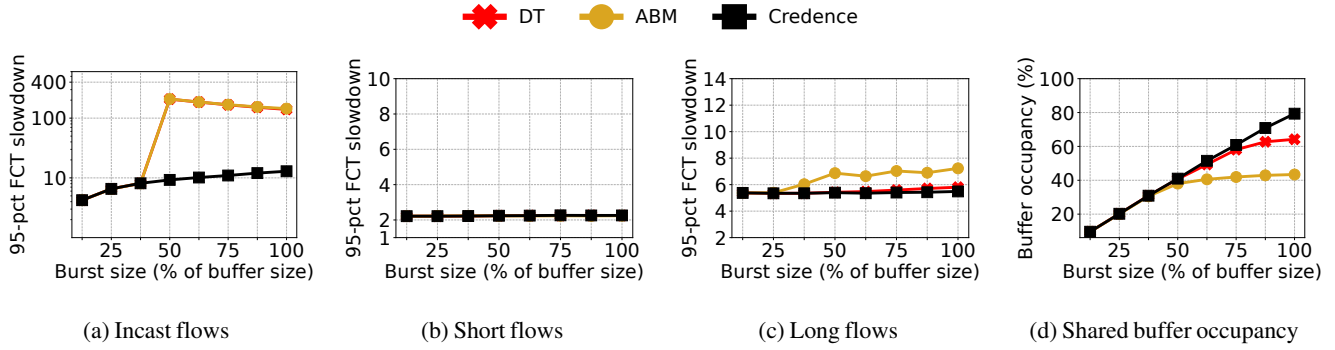 DT ABM Credence
95-pct FCT slowdown
400
100
10
25 50 75 100
Burst size (% of buffer size)
(a) Incast flows
95-pct FCT slowdown
10
8
6
4
2
1
25 50 75 100
Burst size (% of buffer size)
(b) Short flows
95-pct FCT slowdown
14
12
10
8
6
4
2
25 50 75 100
Burst size (% of buffer size)
(c) Long flows
Buffer occupancy (%)
100
80
60
40
20
25 50 75 100
Burst size (% of buffer size)
(d) Shared buffer occupancy